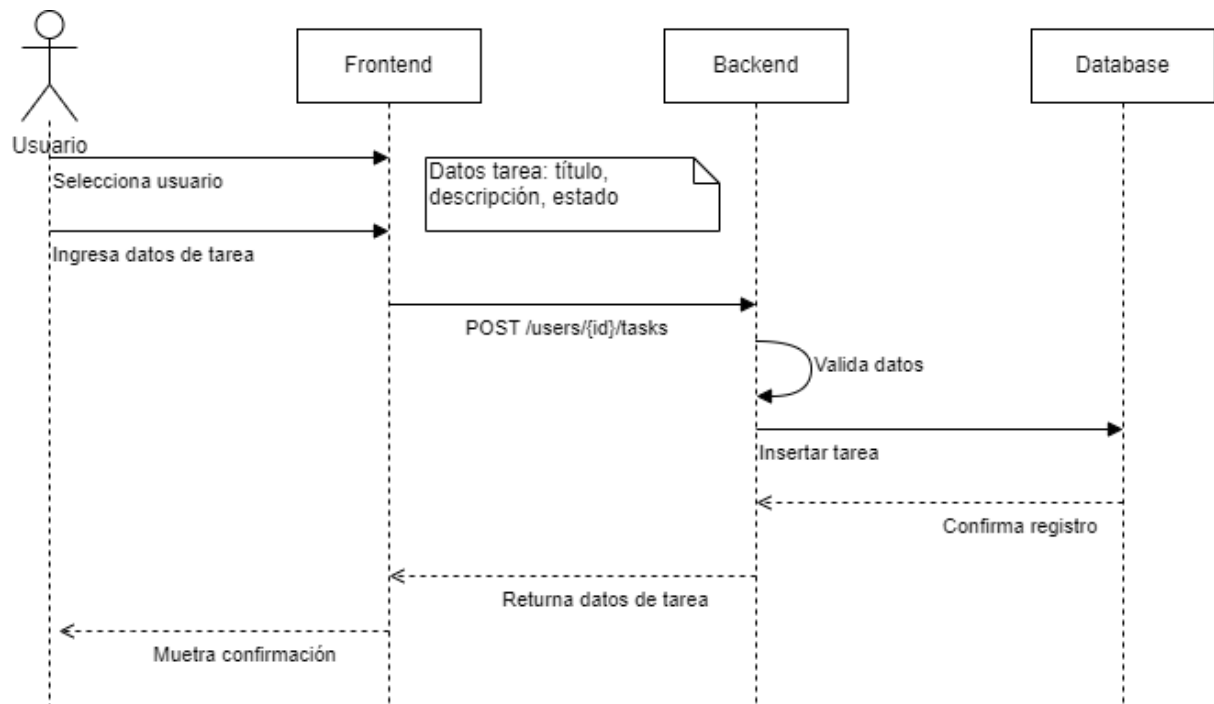 Frontend
Backend
Database
Usuario
Selecciona usuario
Datos tarea: título,
descripción, estado
Ingresa datos de tarea
POST /users/{id}/tasks
Valida datos
Insertar tarea
Confirma registro
Returna datos de tarea
Muetra confirmación